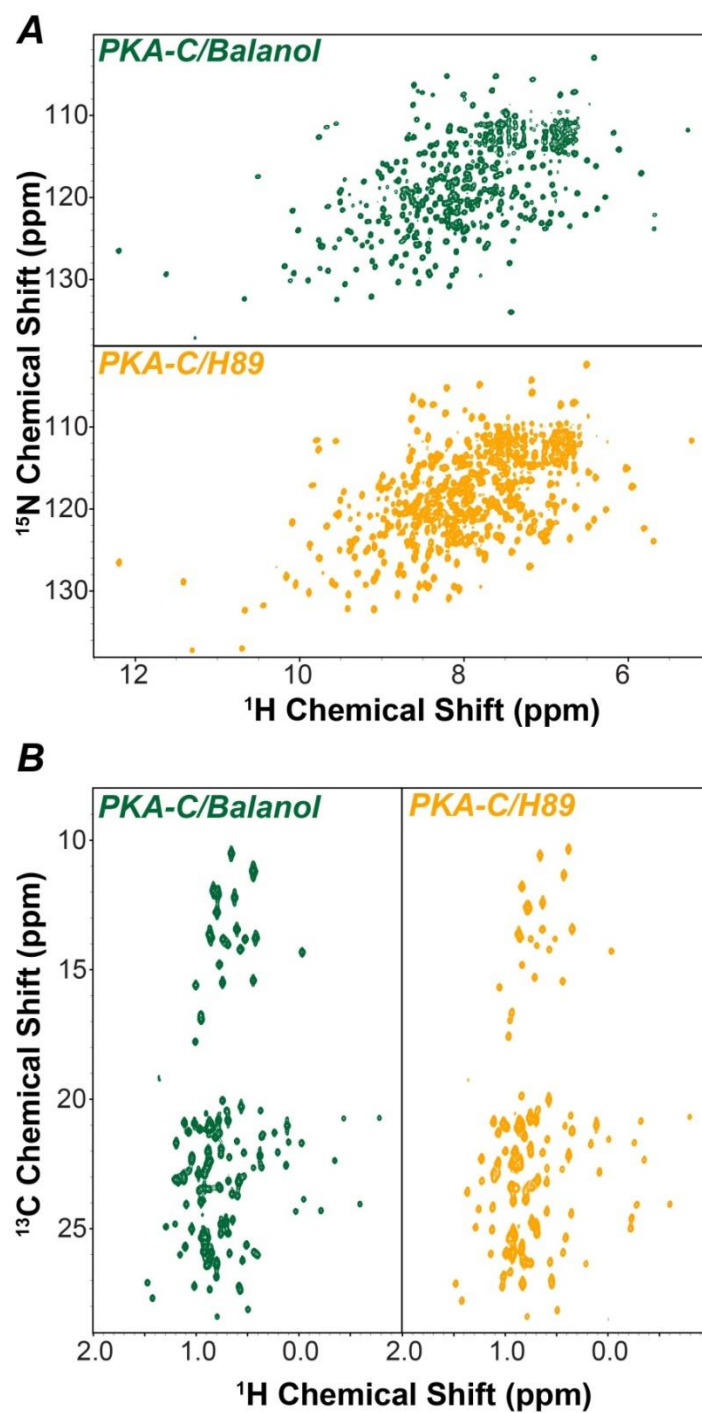 A
PKA-C/Balanol
110
120
130
PKA-C/H89
110
120
130
¹⁵N Chemical Shift (ppm)
12 10 8 6
¹H Chemical Shift (ppm)
B
PKA-C/Balanol PKA-C/H89
10
15
20
25
¹³C Chemical Shift (ppm)
2.0 1.0 0.0 2.0 1.0 0.0
¹H Chemical Shift (ppm)